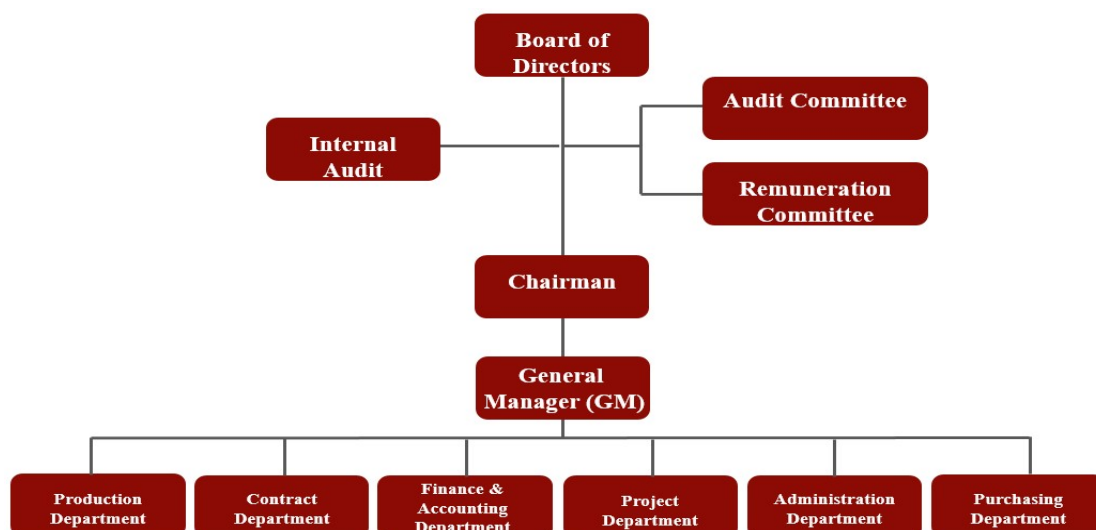 Board of
Directors
Audit Committee
Internal
Audit
Remuneration
Committee
Chairman
General
Manager (GM)
Production
Department
Contract
Department
Finance &
Accounting
Department
Project
Department
Administration
Department
Purchasing
Department